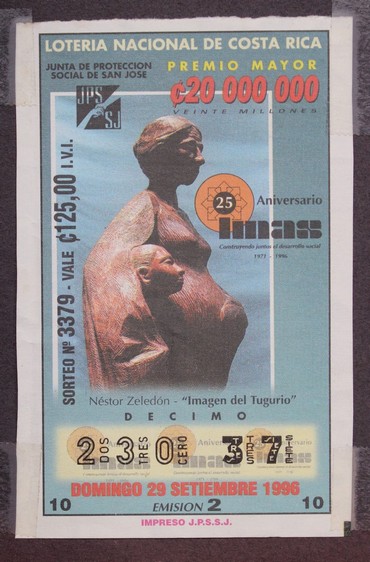 LOTERIA NACIONAL DE COSTA RICA
JUNTA DE PROTECCION
SOCIAL DE SAN JOSE
PREMIO MAYOR
¢20 000 000
VEINTE MILLONES
JPS
SJ
SORTEO Nº 3379 - VALE ¢125,00 I.V.I.
25 Aniversario
imas
Construyendo juntos el desarrollo social
1971 - 1996
Néstor Zeledón - “Imagen del Tugurio”
DECIMO
2 DOS 3 TRES 0 CERO 3 TRES 7 SIETE
DOMINGO 29 SETIEMBRE 1996
10 EMISION 2 10
IMPRESO J.P.S.S.J.